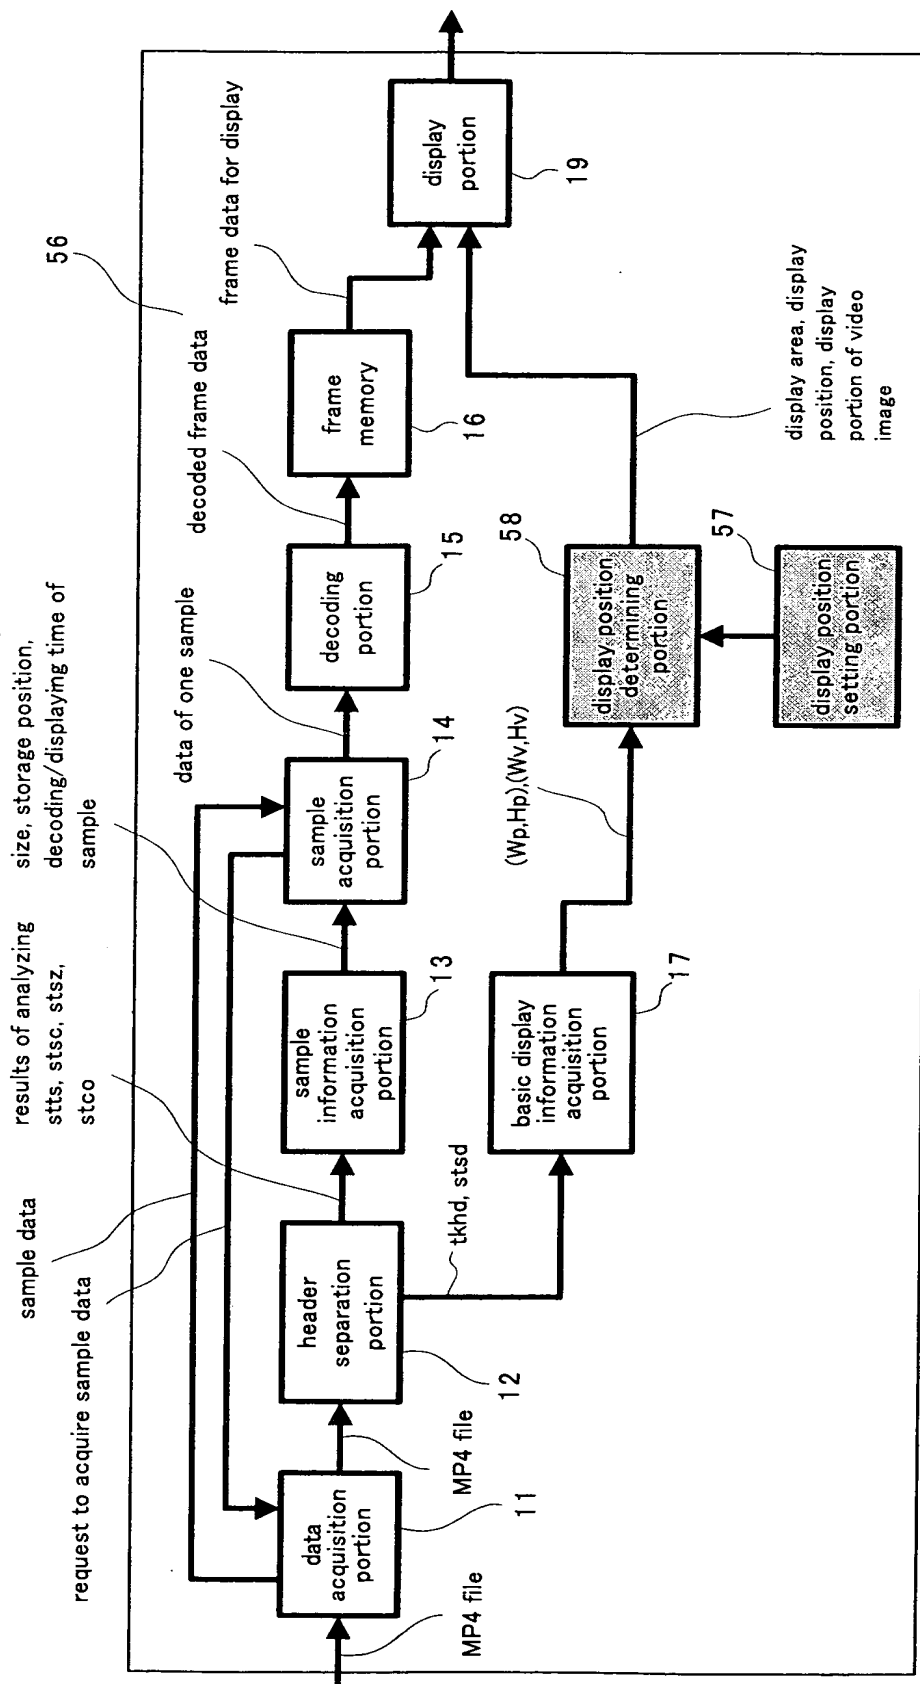 56
sample data
request to acquire sample data
results of analyzing
stts, stsc, stsz,
stco
size, storage position,
decoding/displaying time of
sample
data of one sample
decoded frame data
frame data for display
MP4 file
data
acquisition
portion
11
MP4 file
header
separation
portion
12
sample
information
acquisition
portion
13
sample
acquisition
portion
14
decoding
portion
15
frame
memory
16
display
portion
19
tkhd, stsd
basic display
information
acquisition
portion
17
(Wp,Hp),(Wv,Hv)
display position
determining
portion
58
display position
setting portion
57
display area, display
position, display
portion of video
image